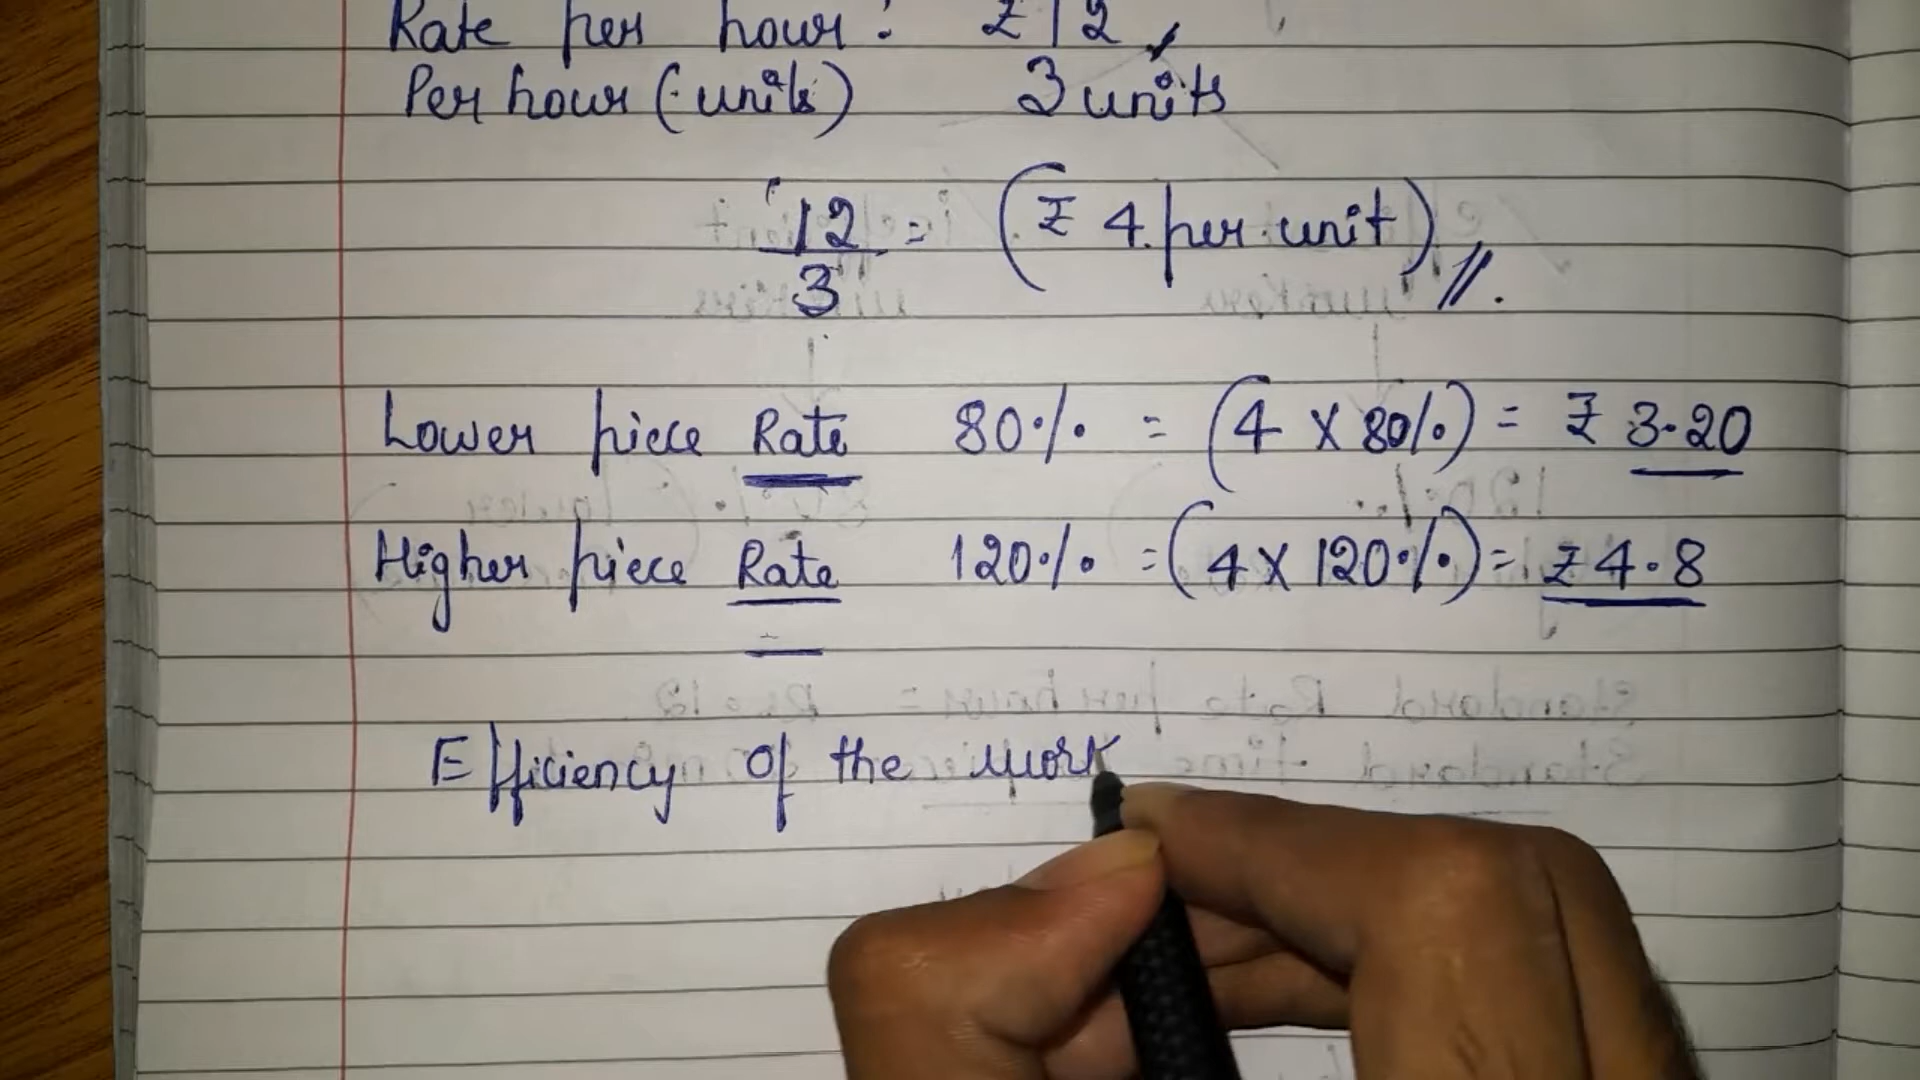 Rate per hour: ₹ 12
Per hour (units) 3 units
12/3 = (₹ 4 per unit)
Lower piece Rate 80% = (4 x 80%) = ₹ 3.20
Higher piece Rate 120% = (4 x 120%) = ₹ 4.8
Efficiency of the work